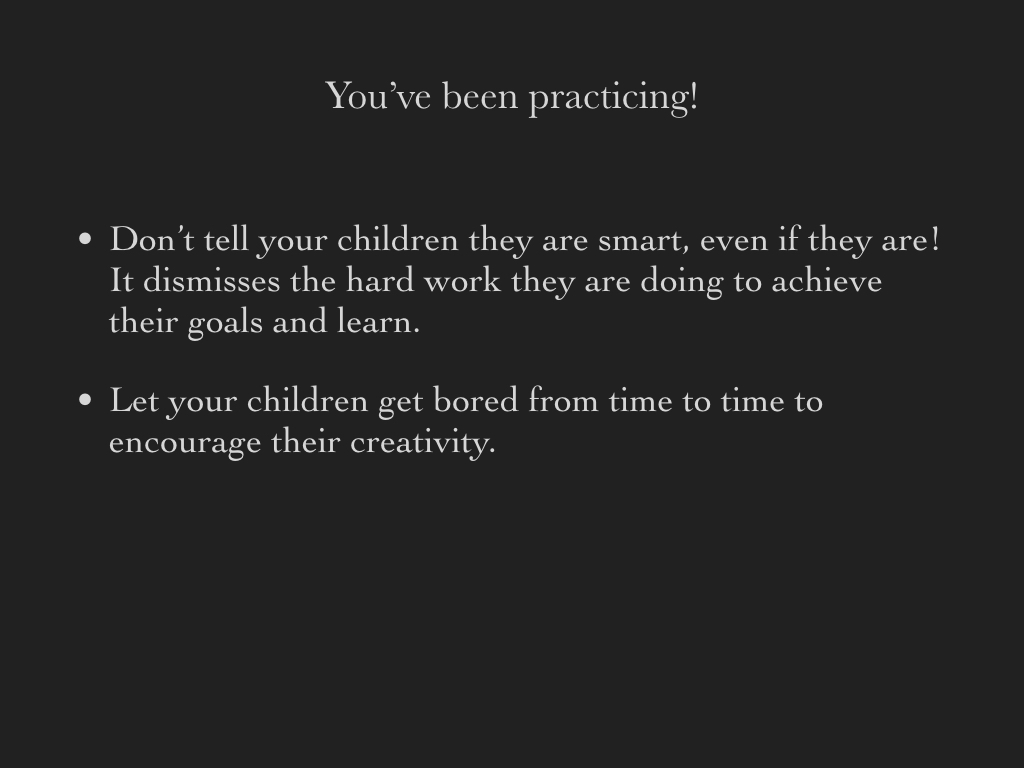 You’ve been practicing!
• Don’t tell your children they are smart, even if they are!
It dismisses the hard work they are doing to achieve
their goals and learn.
• Let your children get bored from time to time to
encourage their creativity.